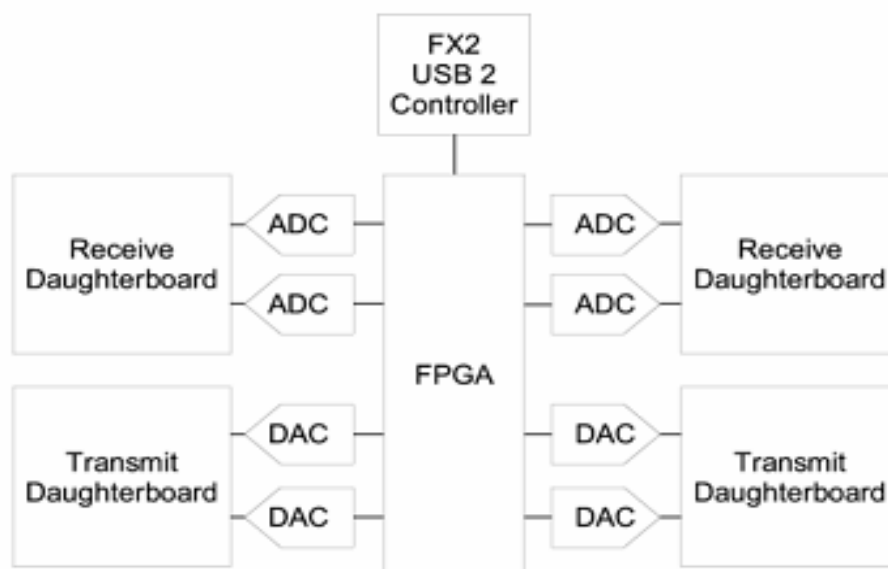 FX2
USB 2
Controller
Receive
Daughterboard
ADC
ADC
ADC
ADC
Receive
Daughterboard
FPGA
Transmit
Daughterboard
DAC
DAC
DAC
DAC
Transmit
Daughterboard